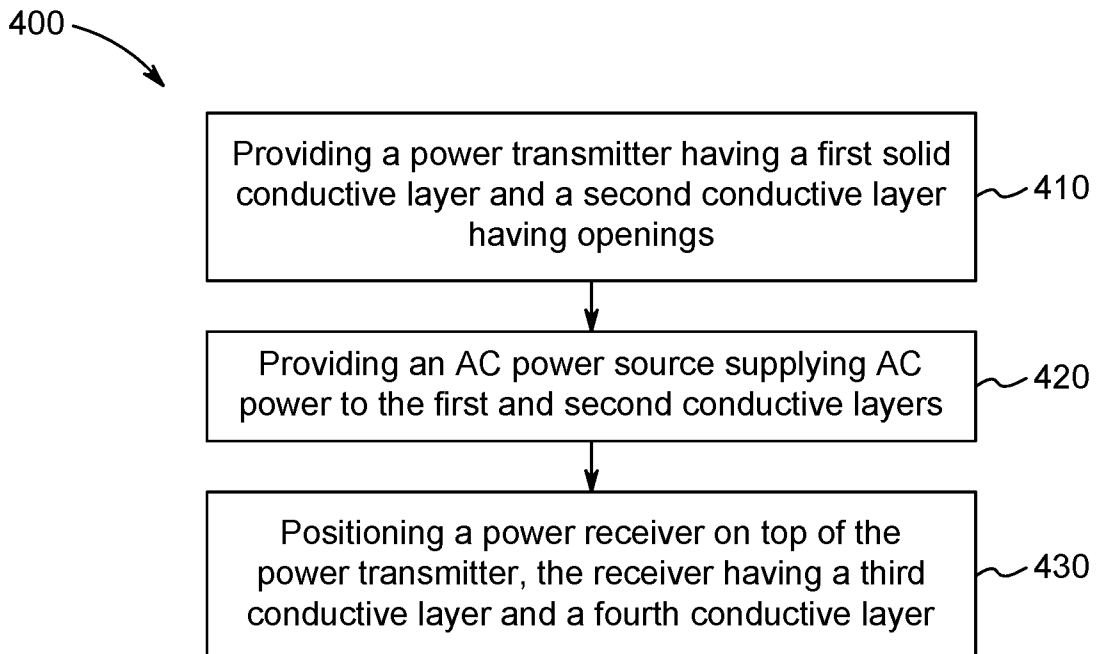 400
Providing a power transmitter having a first solid
conductive layer and a second conductive layer
having openings
410
Providing an AC power source supplying AC
power to the first and second conductive layers
420
Positioning a power receiver on top of the
power transmitter, the receiver having a third
conductive layer and a fourth conductive layer
430